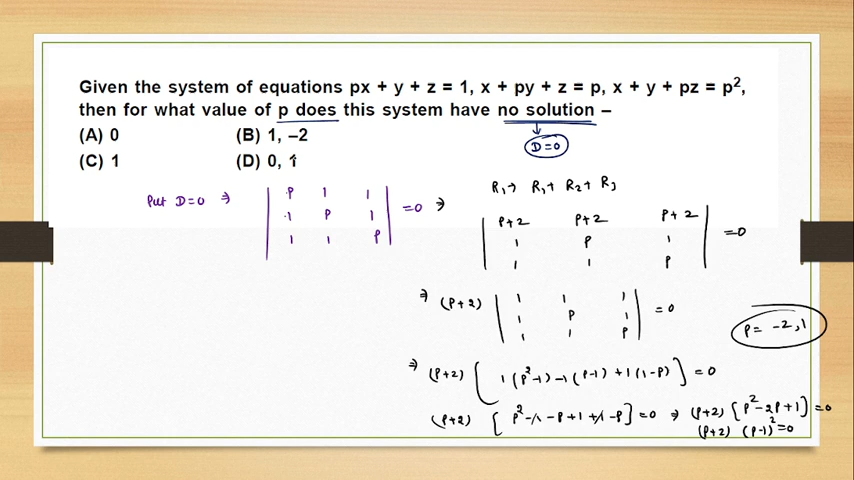 Given the system of equations px + y + z = 1, x + py + z = p, x + y + pz = p²,
then for what value of p does this system have no solution –
(A) 0 (B) 1, –2
(C) 1 (D) 0, 1
D=0
Put D=0 ⇒ | P 1 1 | = 0 ⇒
| 1 P 1 |
| 1 1 P |
R₁→ R₁+ R₂+ R₃
| P+2 P+2 P+2 | =0
| 1 P 1 |
| 1 1 P |
⇒ (P+2) | 1 1 1 | = 0
| 1 P 1 |
| 1 1 P |
P= -2,1
⇒ (P+2) [ 1(P²-1) -1(P-1) +1(1-P) ] = 0
(P+2) [ P²-1-P+1+1-P] =0 ⇒ (P+2) [P²-2P+1] =0
(P+2) (P-1)²=0